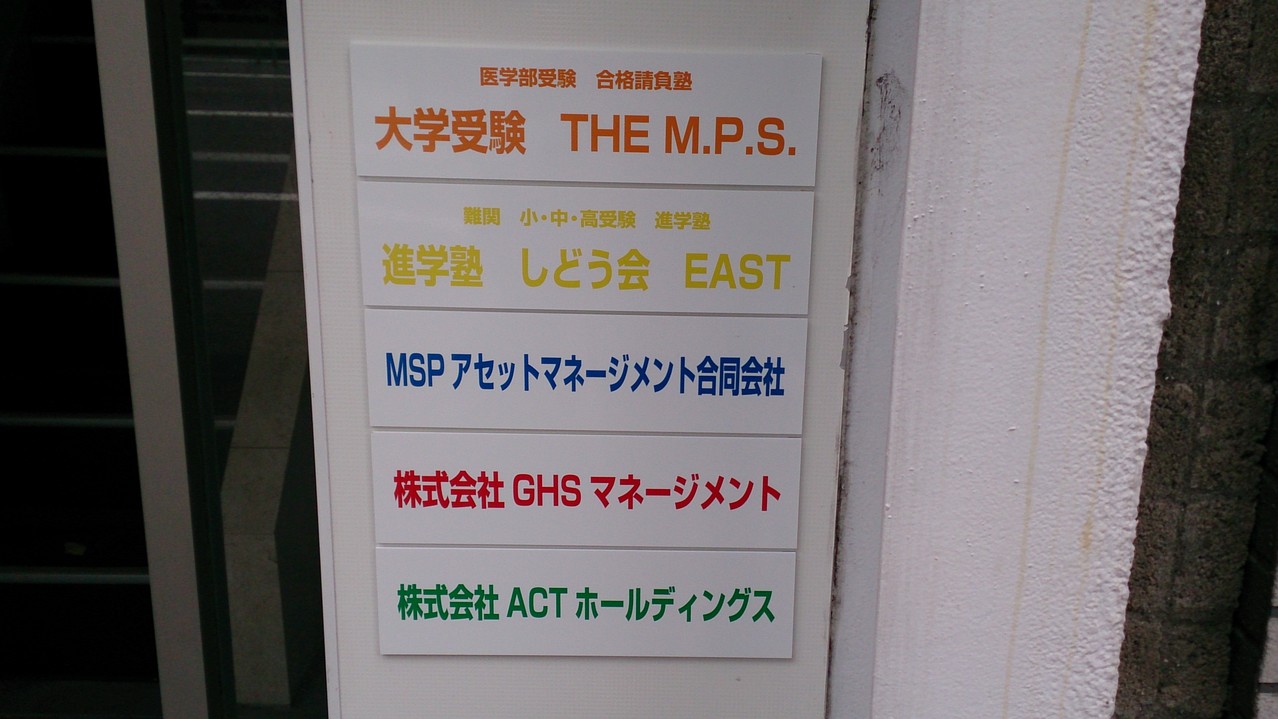 医学部受験　合格請負塾
大学受験　THE M.P.S.
難関　小・中・高受験　進学塾
進学塾　しどう会　EAST
MSP アセットマネージメント合同会社
株式会社 GHS マネージメント
株式会社 ACT ホールディングス